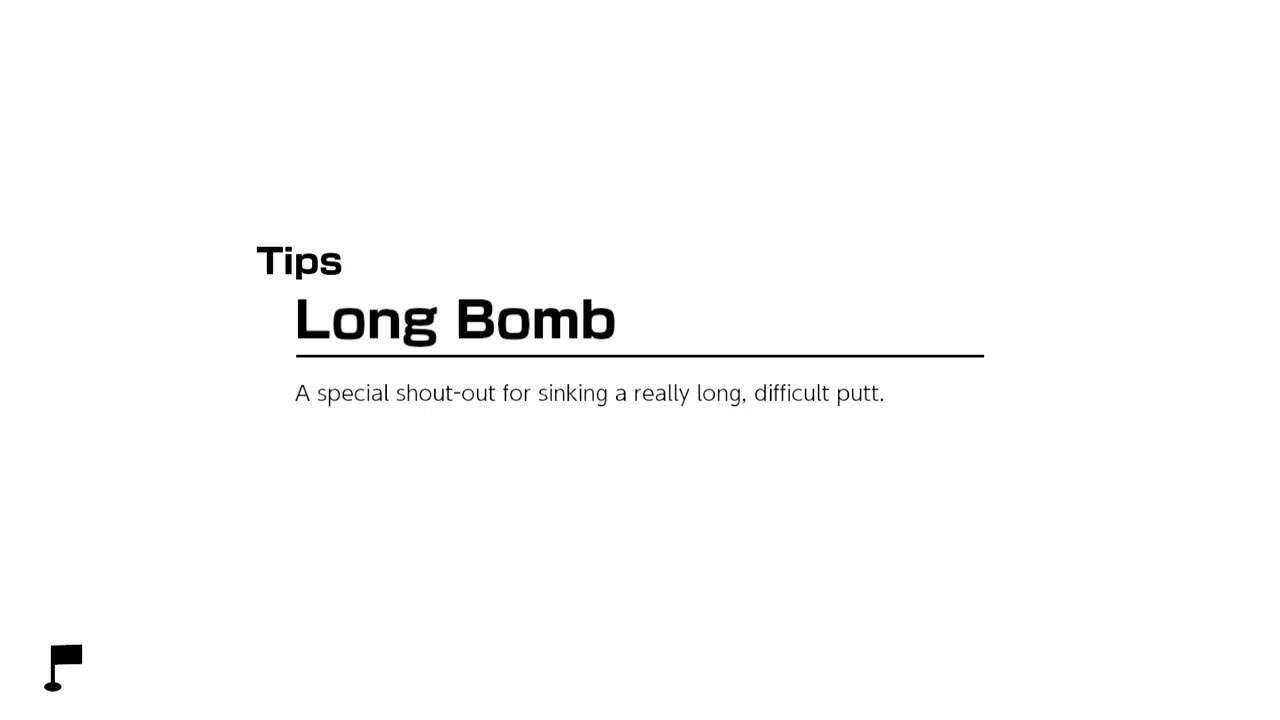 Tips
Long Bomb
A special shout-out for sinking a really long, difficult putt.